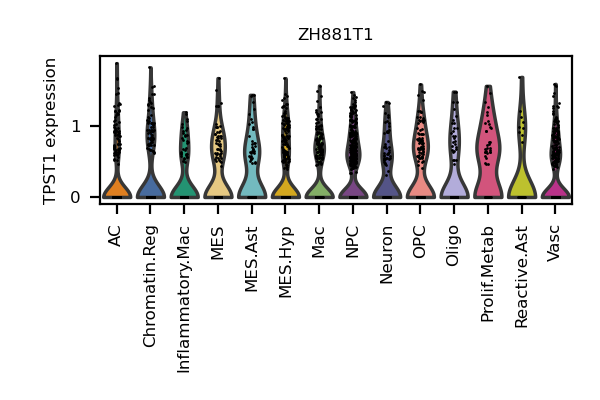 ZH881T1
TPST1 expression
1
0
AC
Chromatin.Reg
Inflammatory.Mac
MES
MES.Ast
MES.Hyp
Mac
NPC
Neuron
OPC
Oligo
Prolif.Metab
Reactive.Ast
Vasc